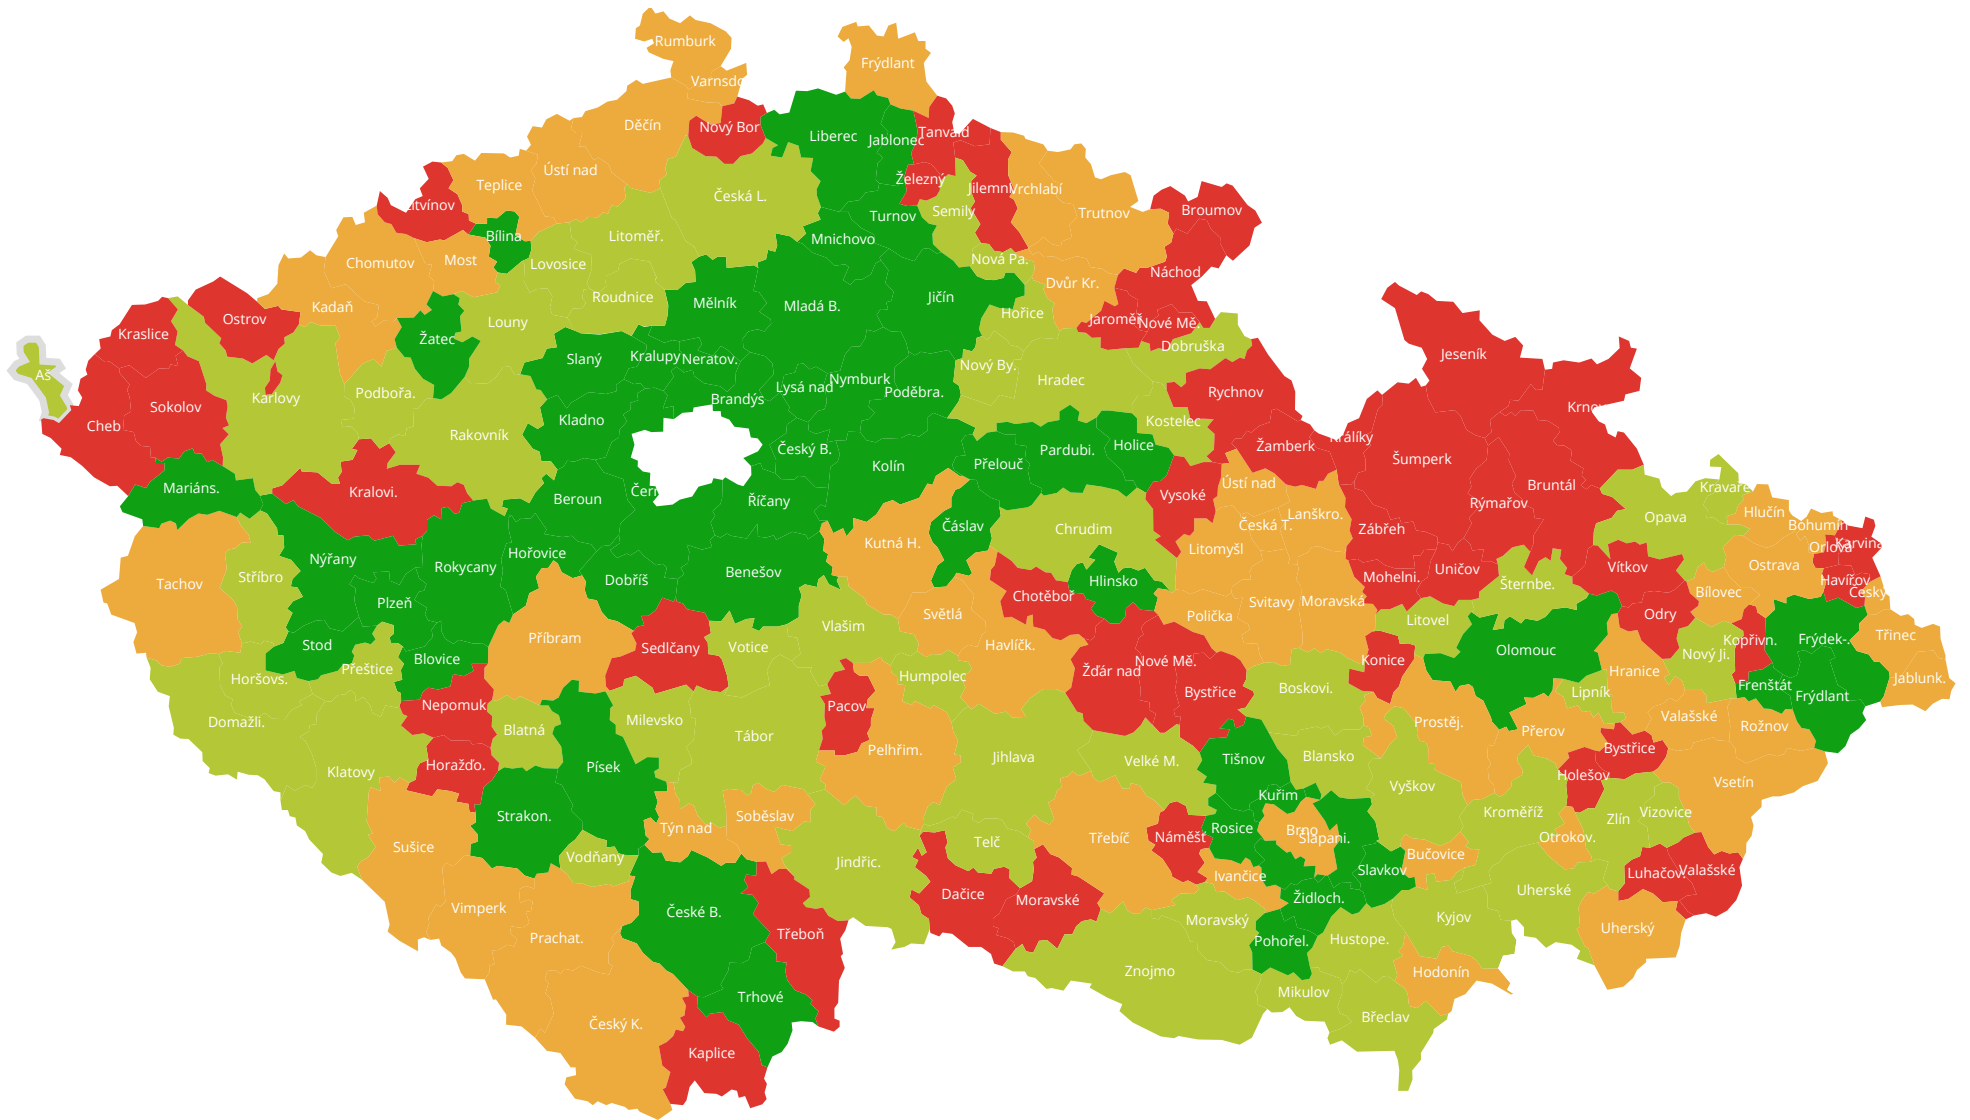 Rumburk
Frýdlant
Varnsdo
Děčín
Nový Bor
Liberec
Jablonec
Tanvald
Ústí nad
Teplice
Železný
Jilemni
Vrchlabí
Česká L.
Litvínov
Semily
Trutnov
Broumov
Turnov
Bílina
Litoměř.
Mnichovo
Most
Chomutov
Lovosice
Nová Pa.
Náchod
Dvůr Kr.
Roudnice
Mělník
Mladá B.
Jičín
Kadaň
Hořice
Ostrov
Louny
Jaroměř
Nové Mě.
Kraslice
Žatec
Dobruška
Slaný
Kralupy
Neratov.
Jeseník
Nový By.
Aš
Hradec
Nymburk
Lysá nad
Poděbra.
Rychnov
Podbořa.
Karlovy
Brandýs
Sokolov
Krnov
Cheb
Kladno
Kostelec
Rakovník
Králíky
Český B.
Pardubi.
Holice
Žamberk
Šumperk
Přelouč
Kolín
Mariáns.
Kralovi.
Beroun
Čern
Říčany
Vysoké
Ústí nad
Bruntál
Kravaře
Rýmařov
Lanškro.
Hlučín
Opava
Čáslav
Chrudim
Česká T.
Zábřeh
Bohumín
Kutná H.
Litomyšl
Orlová
Karviná
Hořovice
Nýřany
Rokycany
Ostrava
Vítkov
Uničov
Benešov
Dobříš
Stříbro
Tachov
Hlinsko
Mohelni.
Havířov
Šternbe.
Český
Bílovec
Chotěboř
Plzeň
Svitavy
Moravská
Světlá
Odry
Polička
Litovel
Vlašim
Příbram
Třinec
Frýdek-.
Kopřivn.
Stod
Havlíčk.
Votice
Sedlčany
Olomouc
Nový Ji.
Blovice
Konice
Nové Mě.
Přeštice
Žďár nad
Hranice
Humpolec
Horšovs.
Jablunk.
Frenštát
Boskovi.
Bystřice
Lipník
Frýdlant
Nepomuk
Pacov
Valašské
Milevsko
Domažli.
Prostěj.
Rožnov
Blatná
Přerov
Tábor
Pelhřim.
Bystřice
Jihlava
Blansko
Tišnov
Velké M.
Horažďo.
Písek
Klatovy
Holešov
Vsetín
Vyškov
Kuřim
Kroměříž
Vizovice
Strakon.
Soběslav
Zlín
Týn nad
Rosice
Brno
Šlapani.
Náměšť
Třebíč
Otrokov.
Telč
Sušice
Bučovice
Vodňany
Jindřic.
Slavkov
Valašské
Luhačov.
Ivančice
Uherské
Dačice
Židloch.
Moravské
Vimperk
České B.
Kyjov
Moravský
Uherský
Třeboň
Prachat.
Hustope.
Pohořel.
Znojmo
Hodonín
Mikulov
Trhové
Břeclav
Český K.
Kaplice